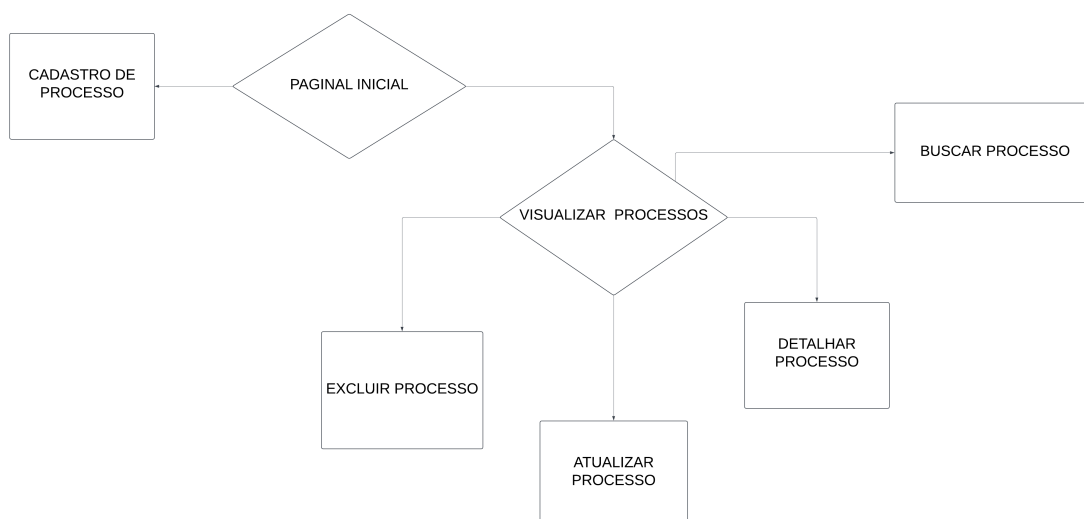 CADASTRO DE
PROCESSO
PAGINAL INICIAL
BUSCAR PROCESSO
VISUALIZAR  PROCESSOS
DETALHAR
PROCESSO
EXCLUIR PROCESSO
ATUALIZAR
PROCESSO